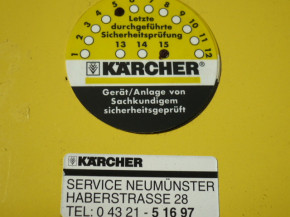 1 2 3 4 5 6 7 8 9 10 11 12
Letzte
durchgeführte
Sicherheitsprüfung
13 14 15
KÄRCHER
Gerät/Anlage von
Sachkundigem
sicherheitsgeprüft
KÄRCHER
SERVICE NEUMÜNSTER
HABERSTRASSE 28
TEL: 0 43 21 - 5 16 97